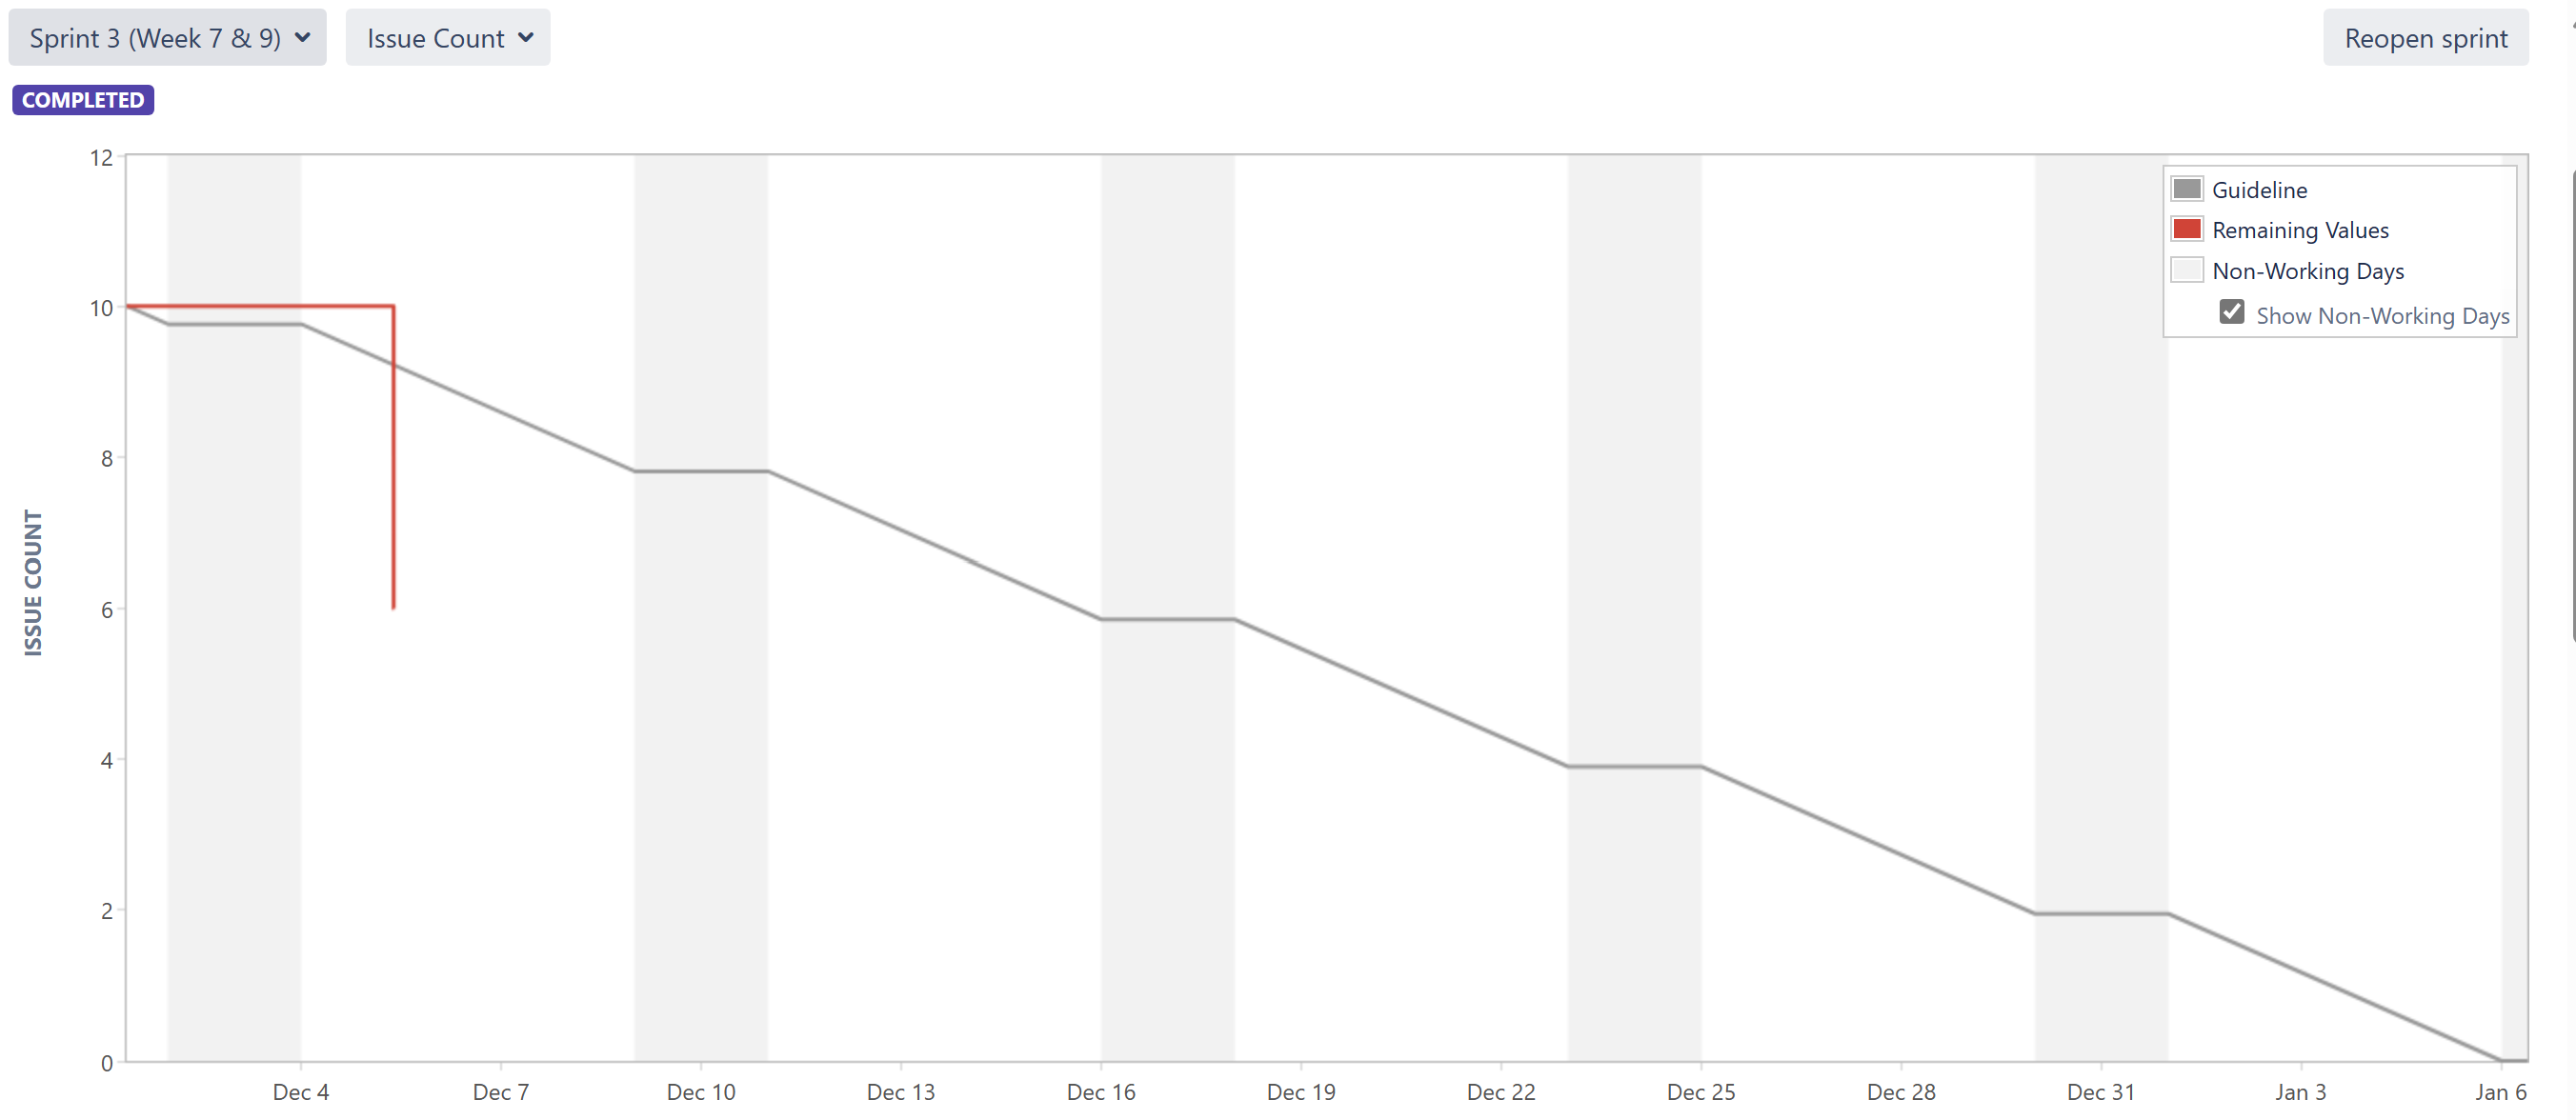 Sprint 3 (Week 7 & 9)
Issue Count
Reopen sprint
COMPLETED
12
10
8
6
4
2
0
ISSUE COUNT
Guideline
Remaining Values
Non-Working Days
Show Non-Working Days
Dec 4
Dec 7
Dec 10
Dec 13
Dec 16
Dec 19
Dec 22
Dec 25
Dec 28
Dec 31
Jan 3
Jan 6